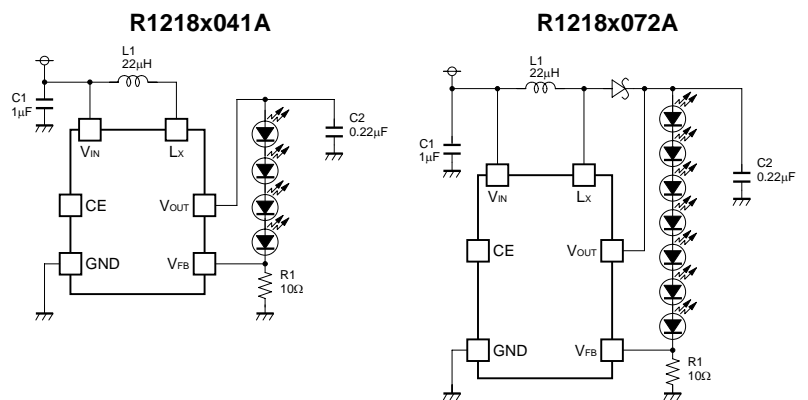 R1218x041A
L1
22μH
C1
1μF
C2
0.22μF
VIN
LX
CE
VOUT
GND
VFB
R1
10Ω
R1218x072A
L1
22μH
C1
1μF
C2
0.22μF
VIN
LX
CE
VOUT
GND
VFB
R1
10Ω